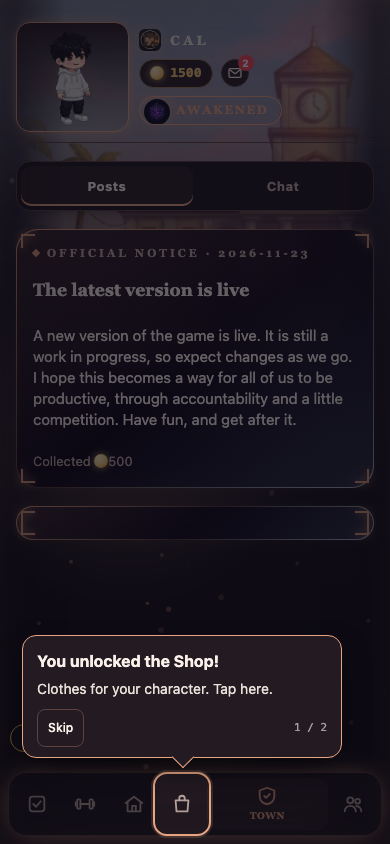 CAL
1500
2
AWAKENED
Posts
Chat
◆ OFFICIAL NOTICE · 2026-11-23
The latest version is live
A new version of the game is live. It is still a
work in progress, so expect changes as we go.
I hope this becomes a way for all of us to be
productive, through accountability and a little
competition. Have fun, and get after it.
Collected 500
You unlocked the Shop!
Clothes for your character. Tap here.
Skip
1 / 2
TOWN